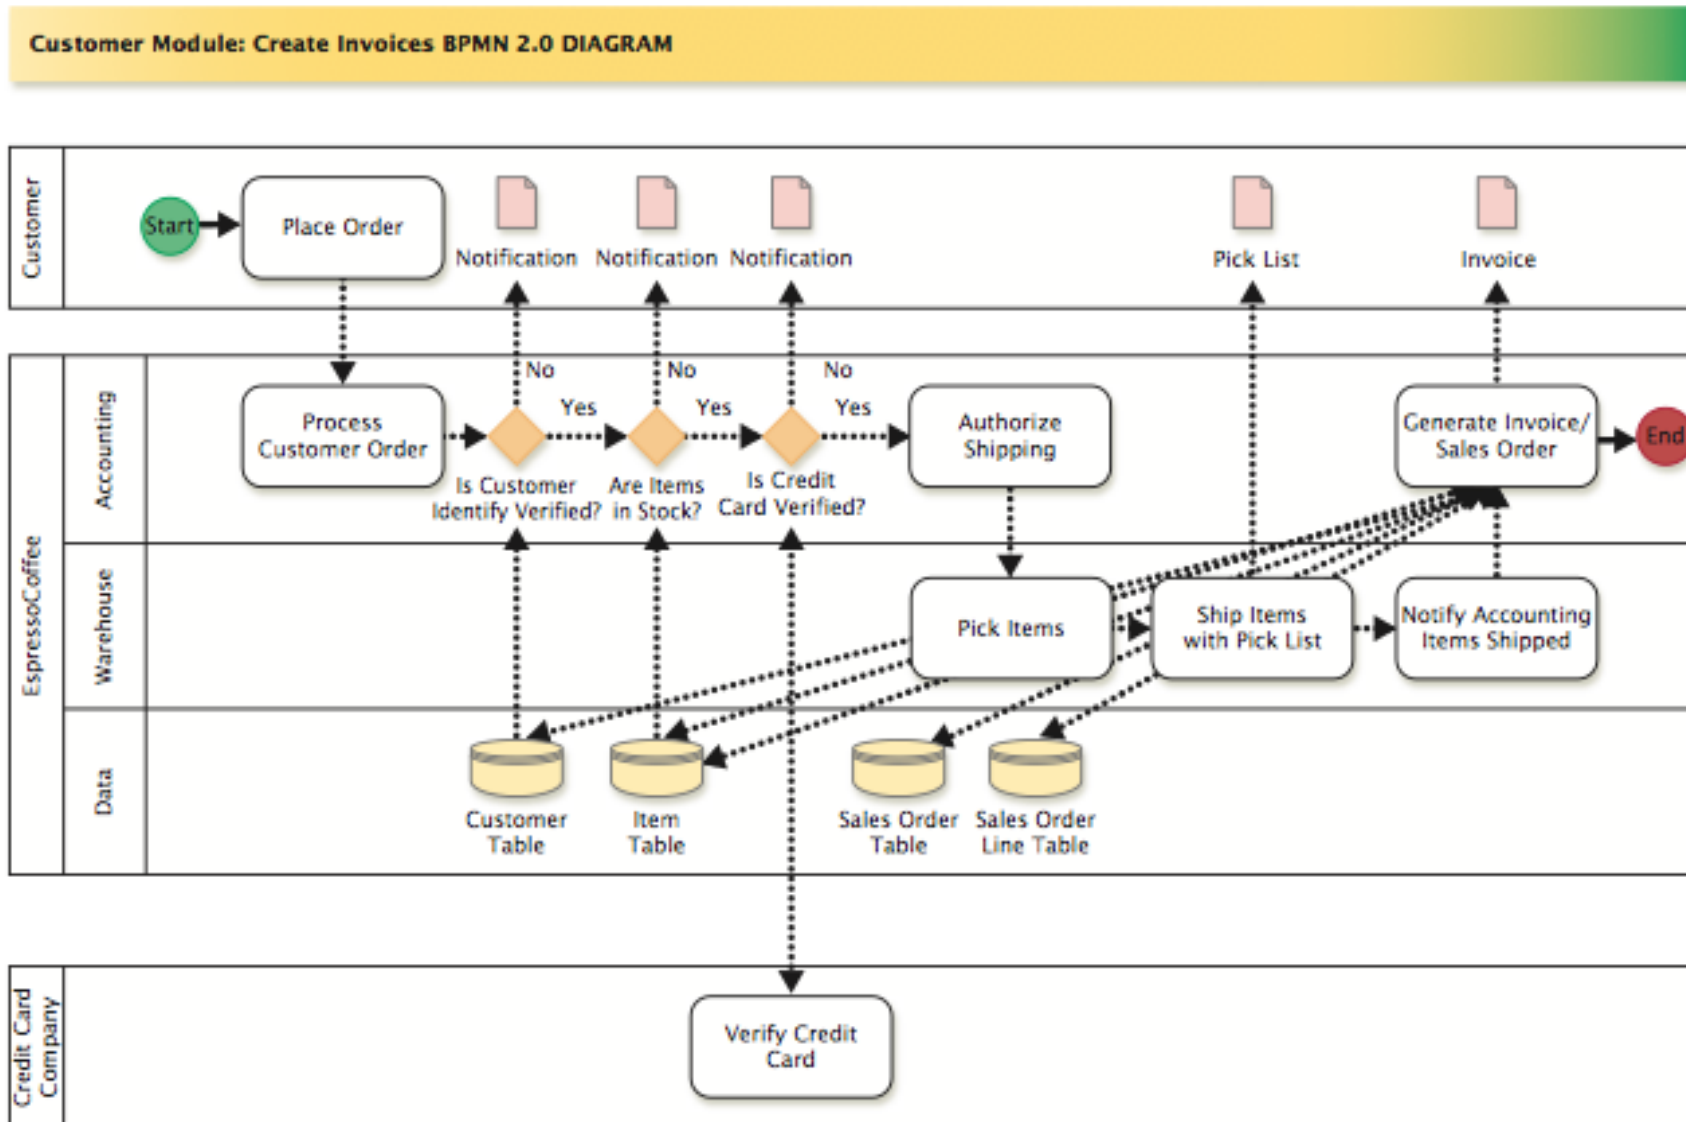 Customer Module: Create Invoices BPMN 2.0 DIAGRAM
Customer
Start
Place Order
Notification
Notification
Notification
Pick List
Invoice
EspressoCoffee
Accounting
Process
Customer Order
No
Yes
Is Customer
Identify Verified?
No
Yes
Are Items
in Stock?
No
Yes
Is Credit
Card Verified?
Authorize
Shipping
Generate Invoice/
Sales Order
End
Warehouse
Pick Items
Ship Items
with Pick List
Notify Accounting
Items Shipped
Data
Customer
Table
Item
Table
Sales Order
Table
Sales Order
Line Table
Credit Card
Company
Verify Credit
Card